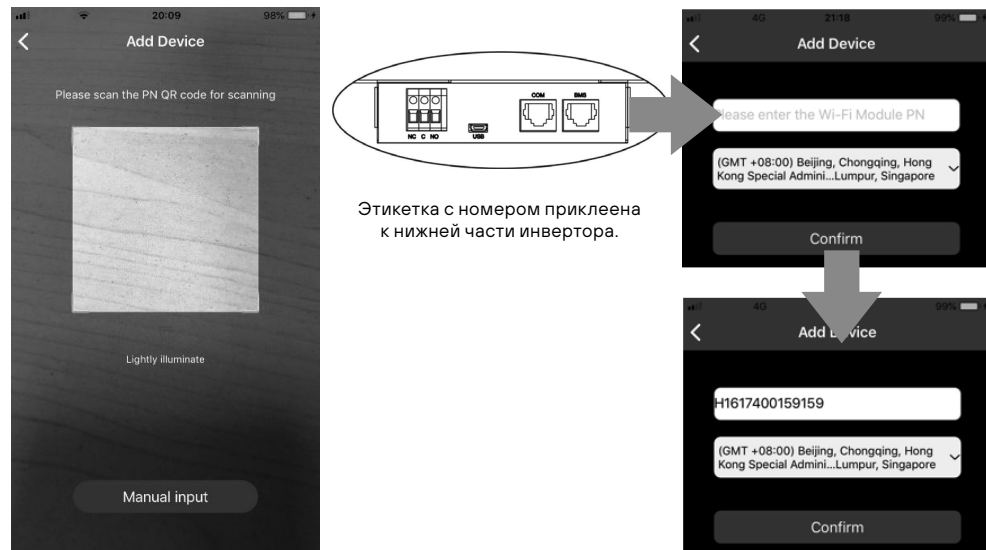 20:09
98%
Add Device
Please scan the PN QR code for scanning
Lightly illuminate
Manual input
NC C NO
USB
COM
BMS
Этикетка с номером приклеена
к нижней части инвертора.
4G
21:18
99%
Add Device
lease enter the Wi-Fi Module PN
(GMT +08:00) Beijing, Chongqing, Hong
Kong Special Admini...Lumpur, Singapore
Confirm
4G
99%
Add Device
H1617400159159
(GMT +08:00) Beijing, Chongqing, Hong
Kong Special Admini...Lumpur, Singapore
Confirm